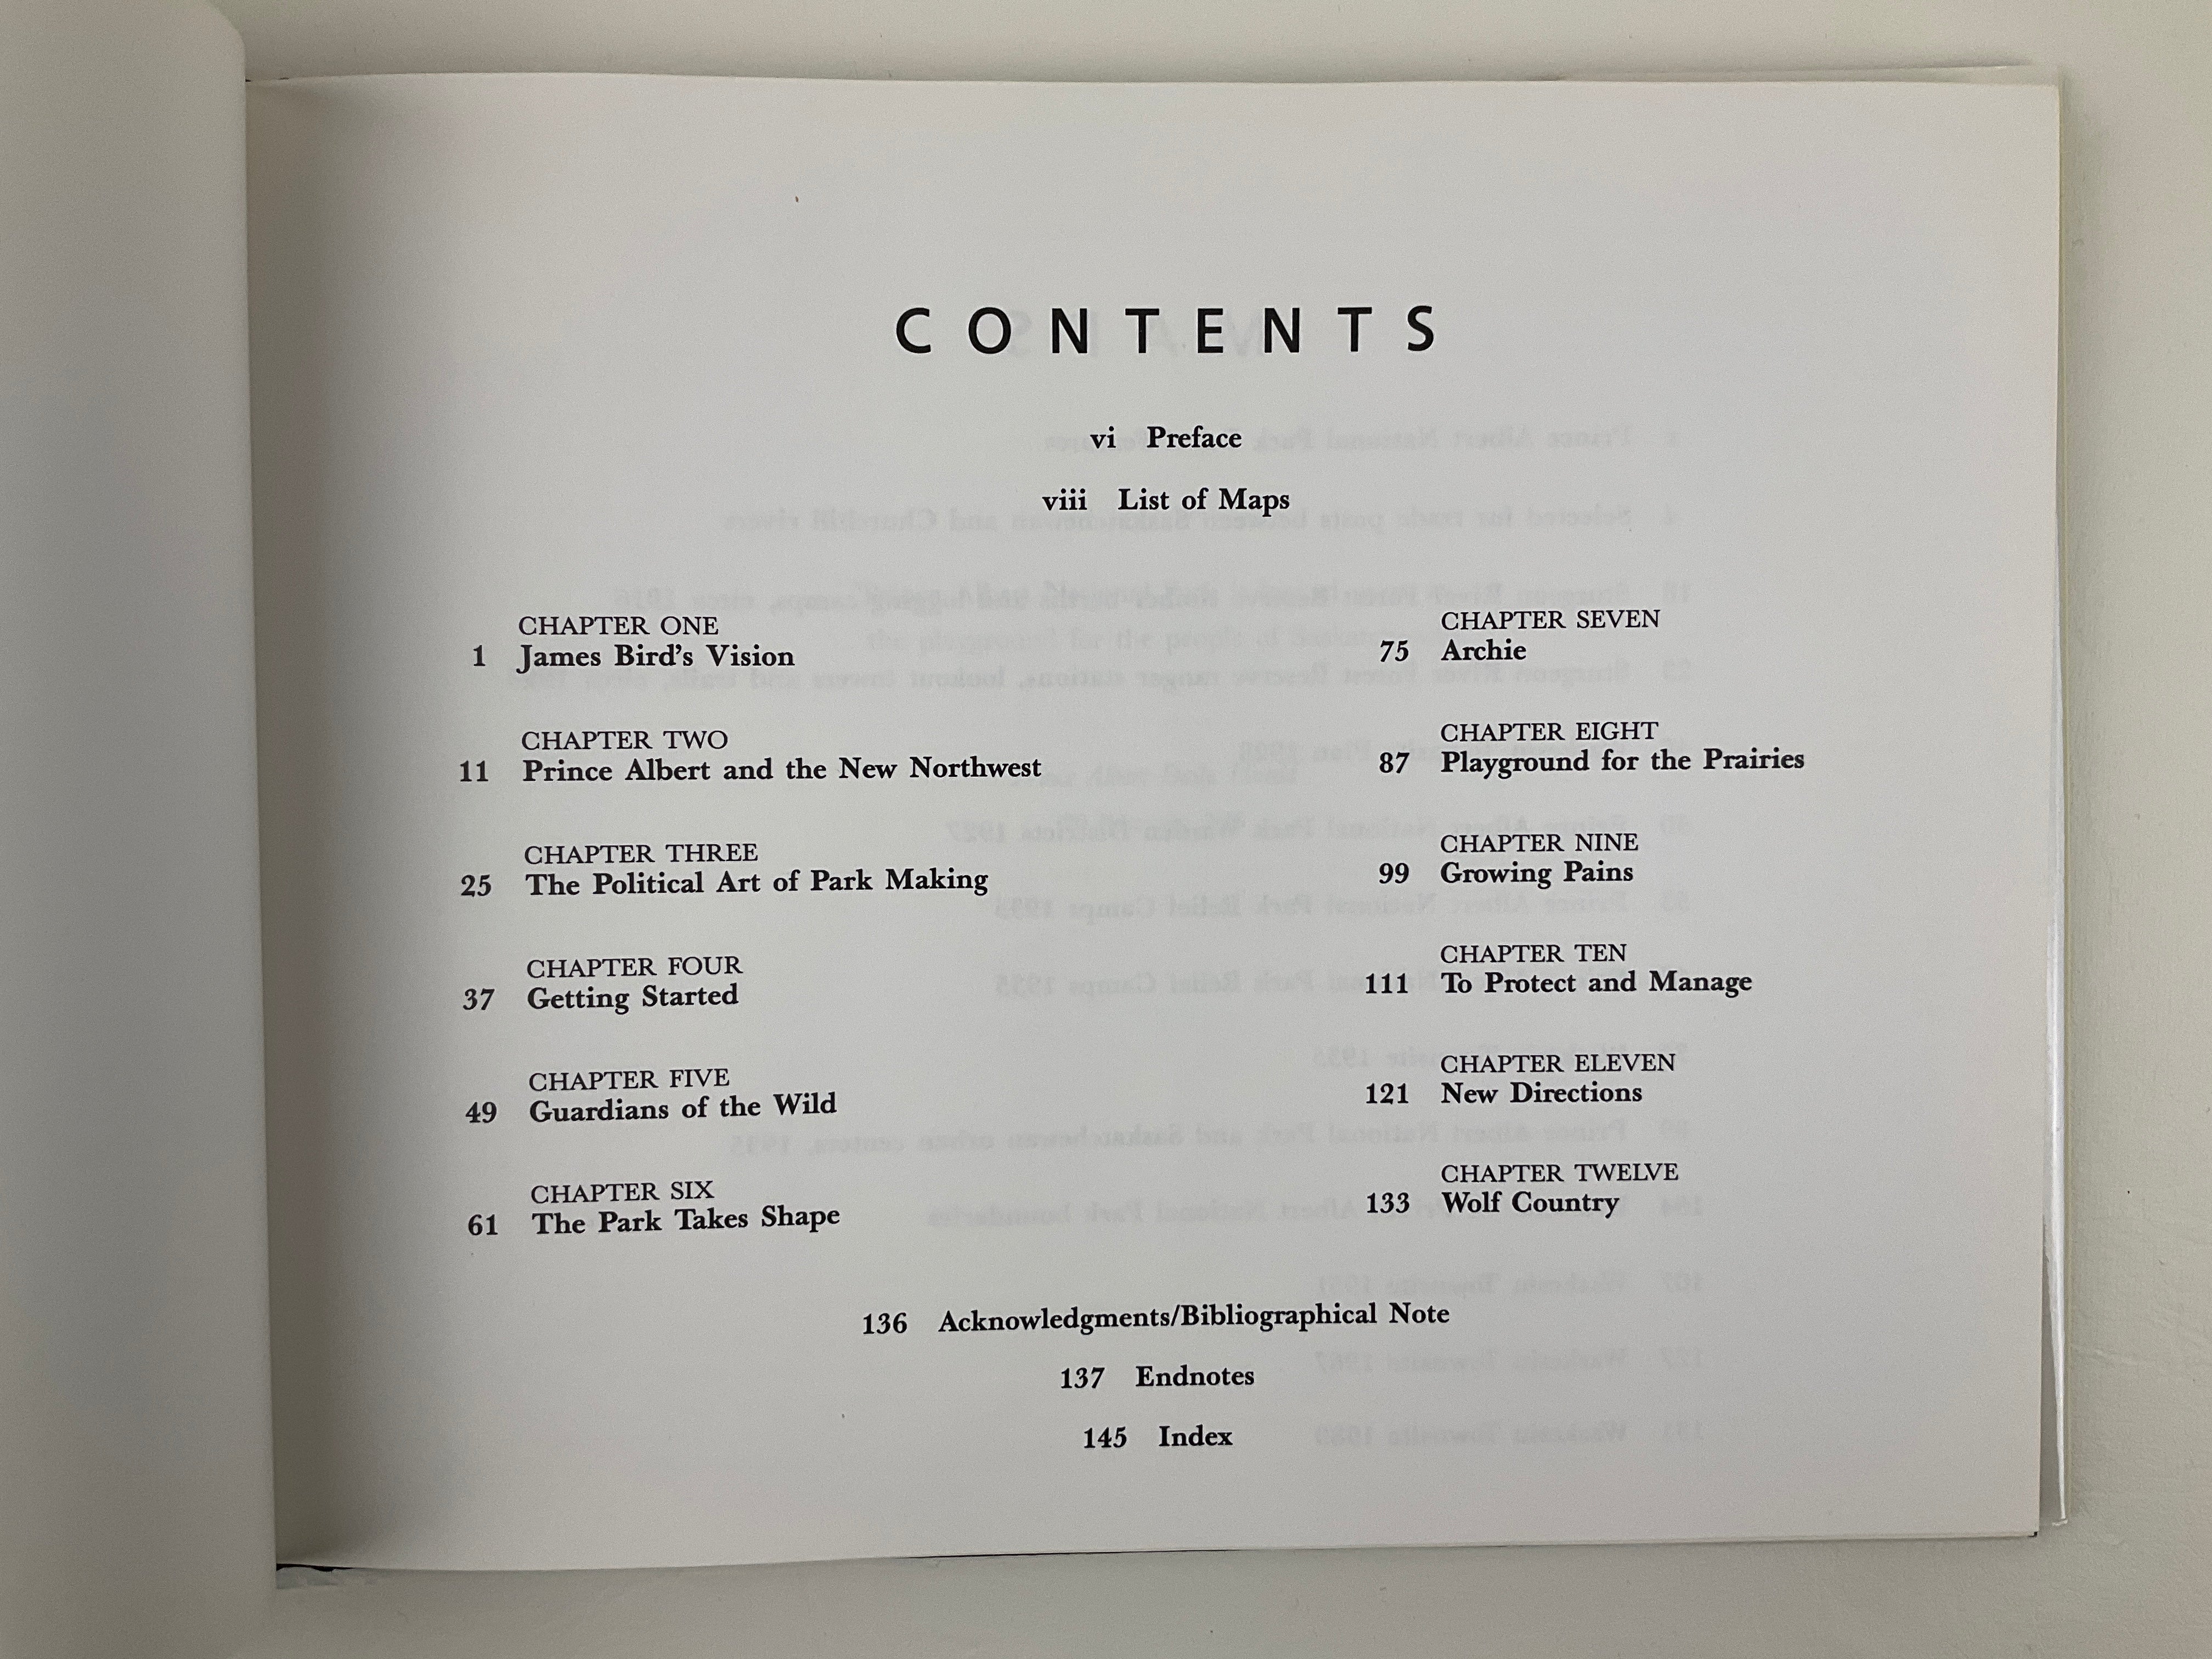 CONTENTS
vi Preface
viii List of Maps
CHAPTER ONE
1 James Bird's Vision
CHAPTER TWO
11 Prince Albert and the New Northwest
CHAPTER THREE
25 The Political Art of Park Making
CHAPTER FOUR
37 Getting Started
CHAPTER FIVE
49 Guardians of the Wild
CHAPTER SIX
61 The Park Takes Shape
CHAPTER SEVEN
75 Archie
CHAPTER EIGHT
87 Playground for the Prairies
CHAPTER NINE
99 Growing Pains
CHAPTER TEN
111 To Protect and Manage
CHAPTER ELEVEN
121 New Directions
CHAPTER TWELVE
133 Wolf Country
136 Acknowledgments/Bibliographical Note
137 Endnotes
145 Index